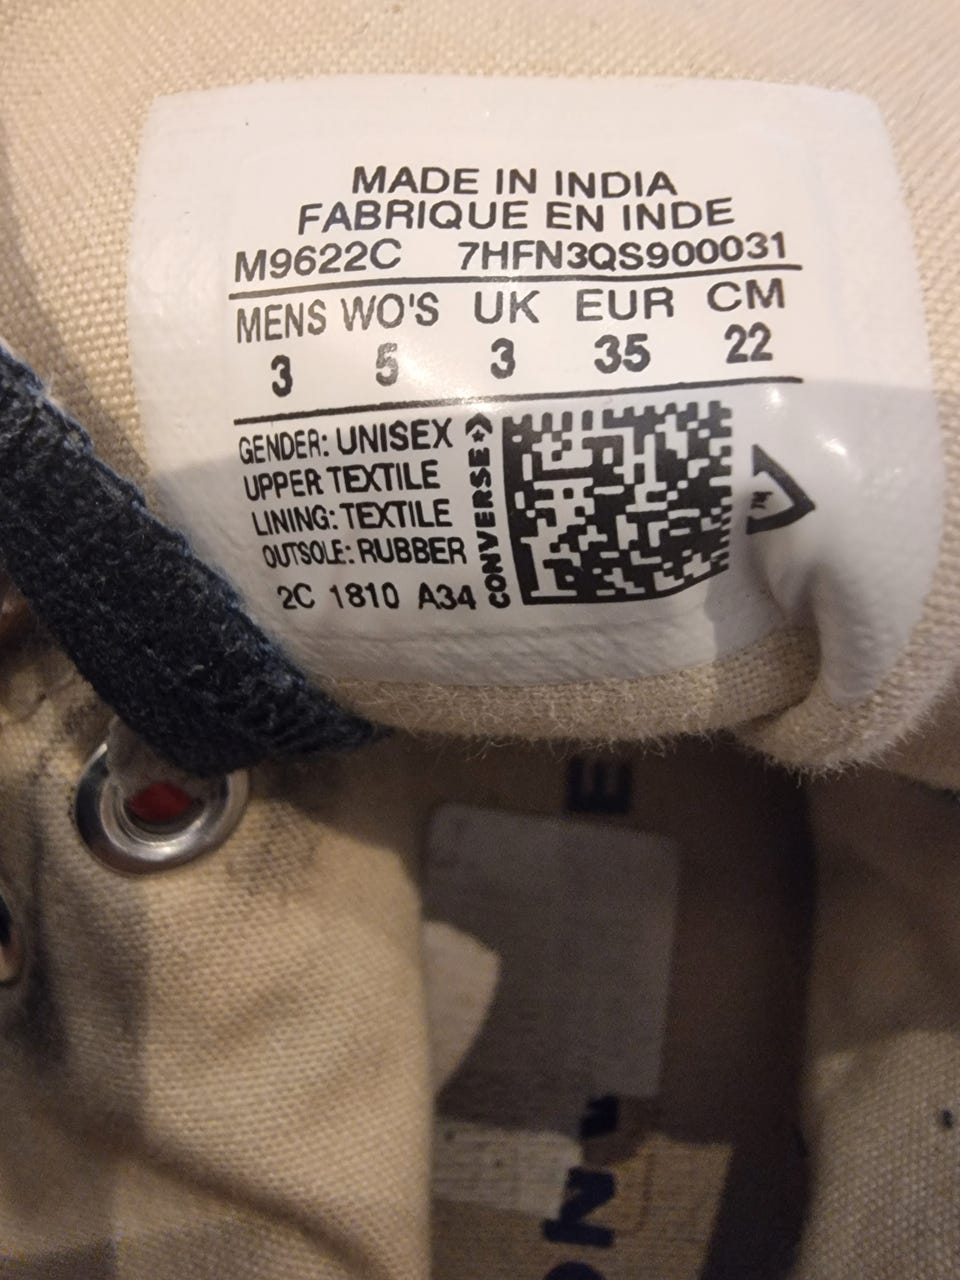 MADE IN INDIA
FABRIQUE EN INDE
M9622C 7HFN3QS900031
MENS WO'S UK EUR CM
3 5 3 35 22
GENDER: UNISEX
UPPER TEXTILE
LINING: TEXTILE
OUTSOLE: RUBBER
2C 1810 A34
CONVERSE